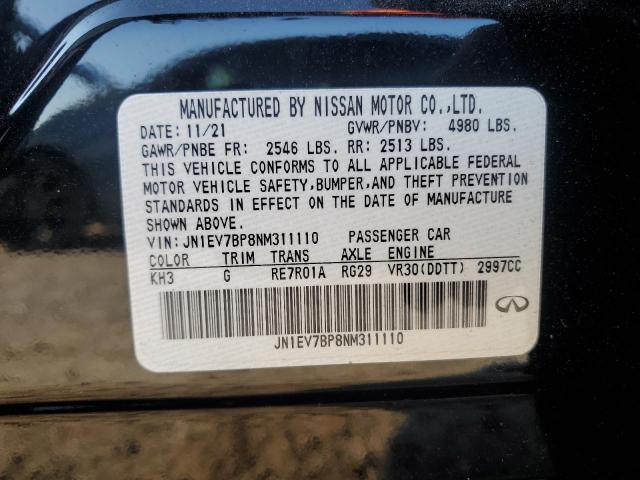 MANUFACTURED BY NISSAN MOTOR CO.,LTD.
DATE: 11/21 GVWR/PNBV: 4980 LBS.
GAWR/PNBE FR: 2546 LBS. RR: 2513 LBS.
THIS VEHICLE CONFORMS TO ALL APPLICABLE FEDERAL
MOTOR VEHICLE SAFETY,BUMPER,AND THEFT PREVENTION
STANDARDS IN EFFECT ON THE DATE OF MANUFACTURE
SHOWN ABOVE.
VIN: JN1EV7BP8NM311110 PASSENGER CAR
COLOR TRIM TRANS AXLE ENGINE
KH3 G RE7R01A RG29 VR30(DDTT) 2997CC
JN1EV7BP8NM311110